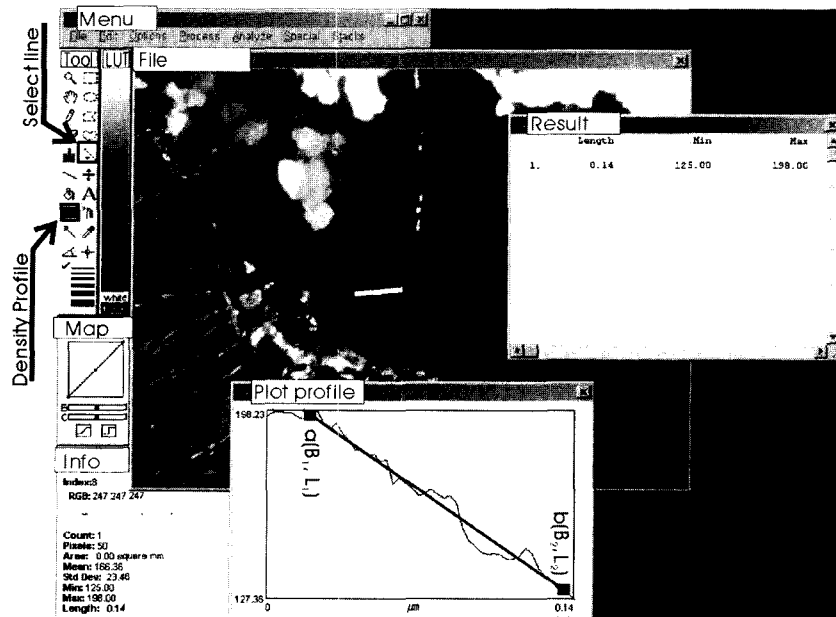 Menu
File Edit Options Process Analyze Special Stacks
Tool
LUT
File
Select line
Density Profile
A
white
Result
Length Min Max
1. 0.14 125.00 198.00
Map
B
C
Info
Index:8
RGB: 247 247 247
Count: 1
Pixels: 50
Area: 0.00 square mm
Mean: 166.36
Std Dev: 23.46
Min: 125.00
Max: 198.00
Length: 0.14
Plot profile
198.23
a(B₁, L₁)
b(B₂, L₂)
127.36
0 µm 0.14